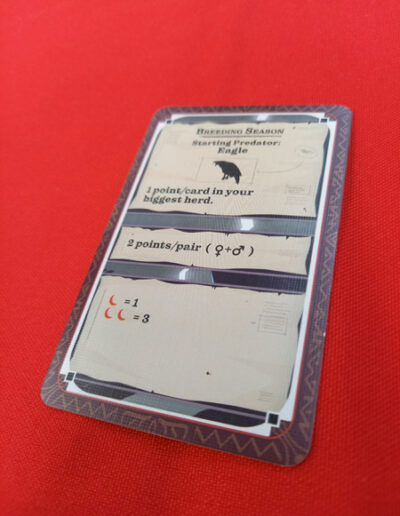 Breeding Season
Starting Predator:
Eagle
1 point/card in your
biggest herd.
2 points/pair (♀+♂)
= 1
= 3